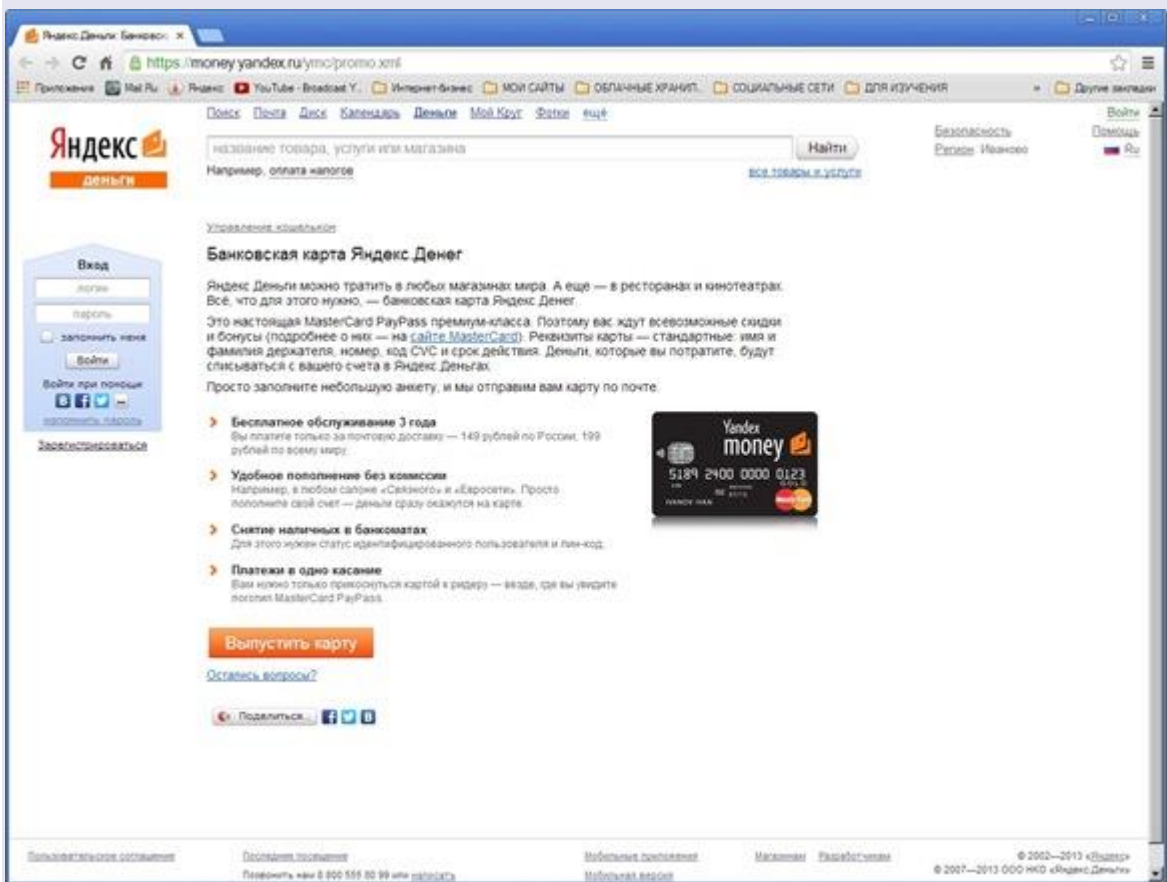 Яндекс.Деньги: Банковск
https://money.yandex.ru/ymc/promo.xml
Приложения Mail.Ru Яндекс YouTube - Broadcast Y... Интернет-бизнес МОИ САЙТЫ ОБЛАЧНЫЕ ХРАНИЛ... СОЦИАЛЬНЫЕ СЕТИ ДЛЯ ИЗУЧЕНИЯ » Другие закладки
Поиск Почта Диск Календарь Деньги Мой Круг Фотки ещё
Войти
Яндекс
деньги
название товара, услуги или магазина
Найти
Например, оплата налогов
все товары и услуги
Безопасность
Помощь
Регион: Иваново
Ru
Управление кошельком
Банковская карта Яндекс.Денег
Яндекс.Деньги можно тратить в любых магазинах мира. А еще — в ресторанах и кинотеатрах.
Всё, что для этого нужно, — банковская карта Яндекс.Денег.
Это настоящая MasterCard PayPass премиум-класса. Поэтому вас ждут всевозможные скидки
и бонусы (подробнее о них — на сайте MasterCard). Реквизиты карты — стандартные: имя и
фамилия держателя, номер, код CVC и срок действия. Деньги, которые вы потратите, будут
списываться с вашего счета в Яндекс.Деньгах.
Просто заполните небольшую анкету, и мы отправим вам карту по почте.
Вход
логин
пароль
запомнить меня
Войти
Войти при помощи
напомнить пароль
Зарегистрироваться
Бесплатное обслуживание 3 года
Вы платите только за почтовую доставку — 149 рублей по России, 199
рублей по всему миру.
Удобное пополнение без комиссии
Например, в любом салоне «Связного» и «Евросети». Просто
пополните свой счет — деньги сразу окажутся на карте.
Снятие наличных в банкоматах
Для этого нужен статус идентифицированного пользователя и пин-код.
Платежи в одно касание
Вам нужно только прикоснуться картой к ридеру — везде, где вы увидите
логотип MasterCard PayPass.
Yandex
money
5189 2400 0000 0123
GOLD
IVANOV IVAN
MasterCard
Выпустить карту
Остались вопросы?
Поделиться...
Пользовательское соглашение
Последнее посещение
Позвонить нам 8 800 555 80 99 или написать
Мобильные приложения
Мобильная версия
Магазинам Разработчикам
© 2002—2013 «Яндекс»
© 2007—2013 ООО НКО «Яндекс.Деньги»